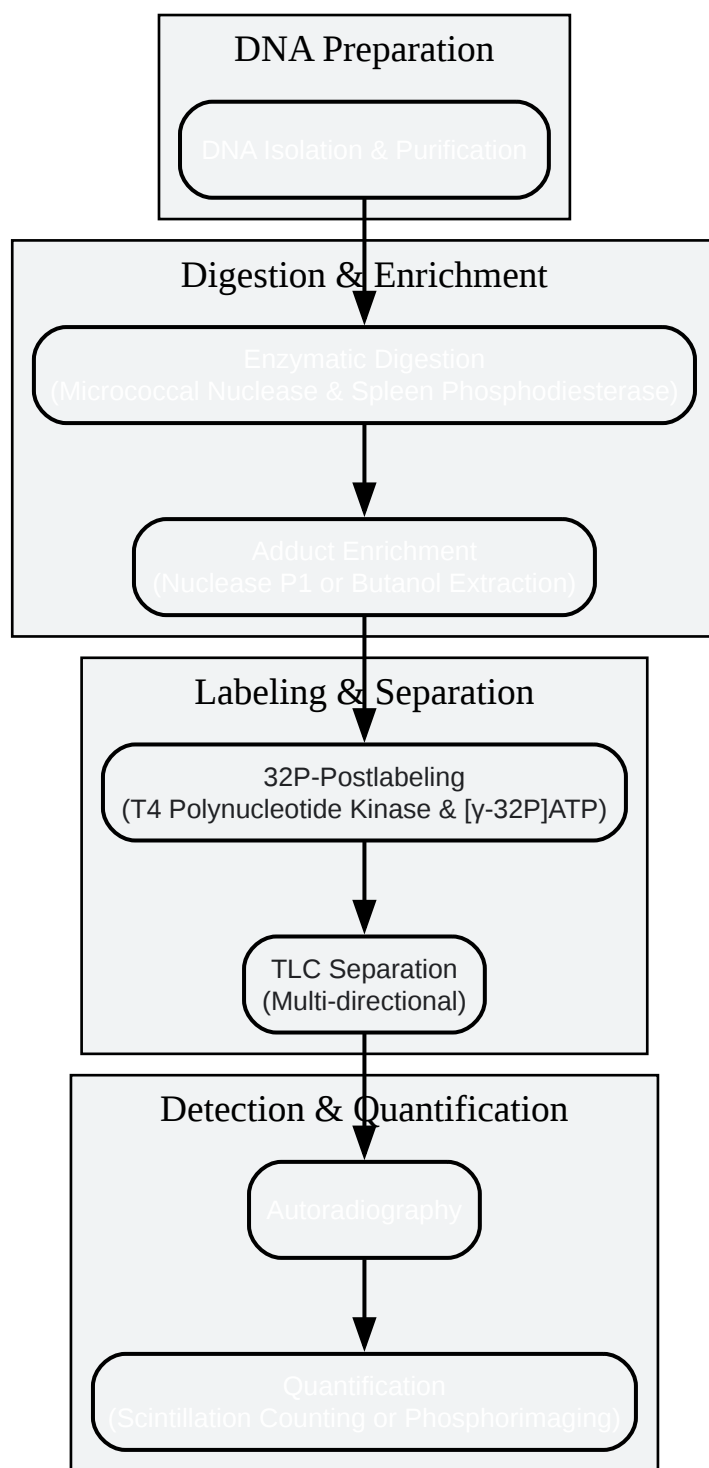 DNA Preparation
DNA Isolation & Purification
Digestion & Enrichment
Enzymatic Digestion
(Micrococcal Nuclease & Spleen Phosphodiesterase)
Adduct Enrichment
(Nuclease P1 or Butanol Extraction)
Labeling & Separation
32P-Postlabeling
(T4 Polynucleotide Kinase & [γ-32P]ATP)
TLC Separation
(Multi-directional)
Detection & Quantification
Autoradiography
Quantification
(Scintillation Counting or Phosphorimaging)